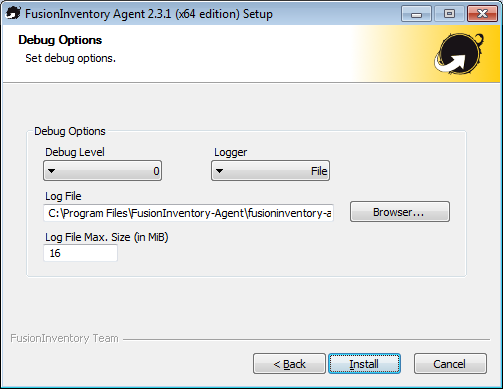 FusionInventory Agent 2.3.1 (x64 edition) Setup
Debug Options
Set debug options.
Debug Options
Debug Level
Logger
0
File
Log File
C:\Program Files\FusionInventory-Agent\fusioninventory-a
Browser...
Log File Max. Size (in MiB)
16
FusionInventory Team
< Back
Install
Cancel